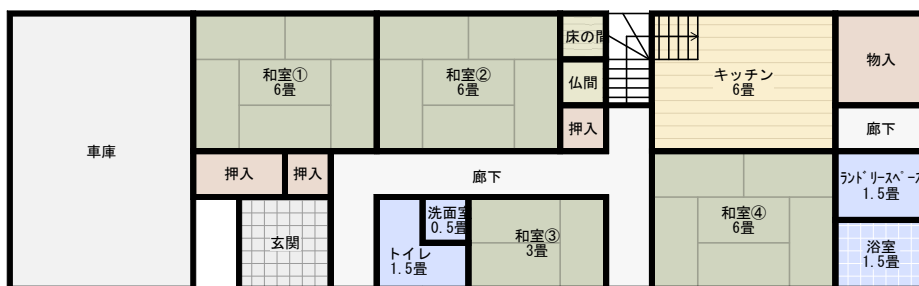 車庫
和室①
6畳
和室②
6畳
床の間
仏間
押入
キッチン
6畳
物入
廊下
押入
押入
廊下
玄関
トイレ
1.5畳
洗面室
0.5畳
和室③
3畳
和室④
6畳
ランドリースペース
1.5畳
浴室
1.5畳